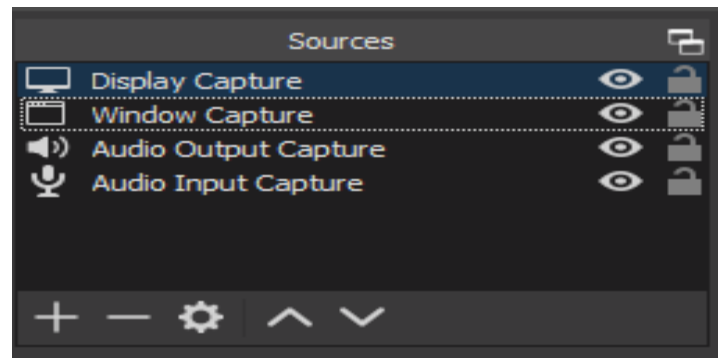 Sources
Display Capture
Window Capture
Audio Output Capture
Audio Input Capture